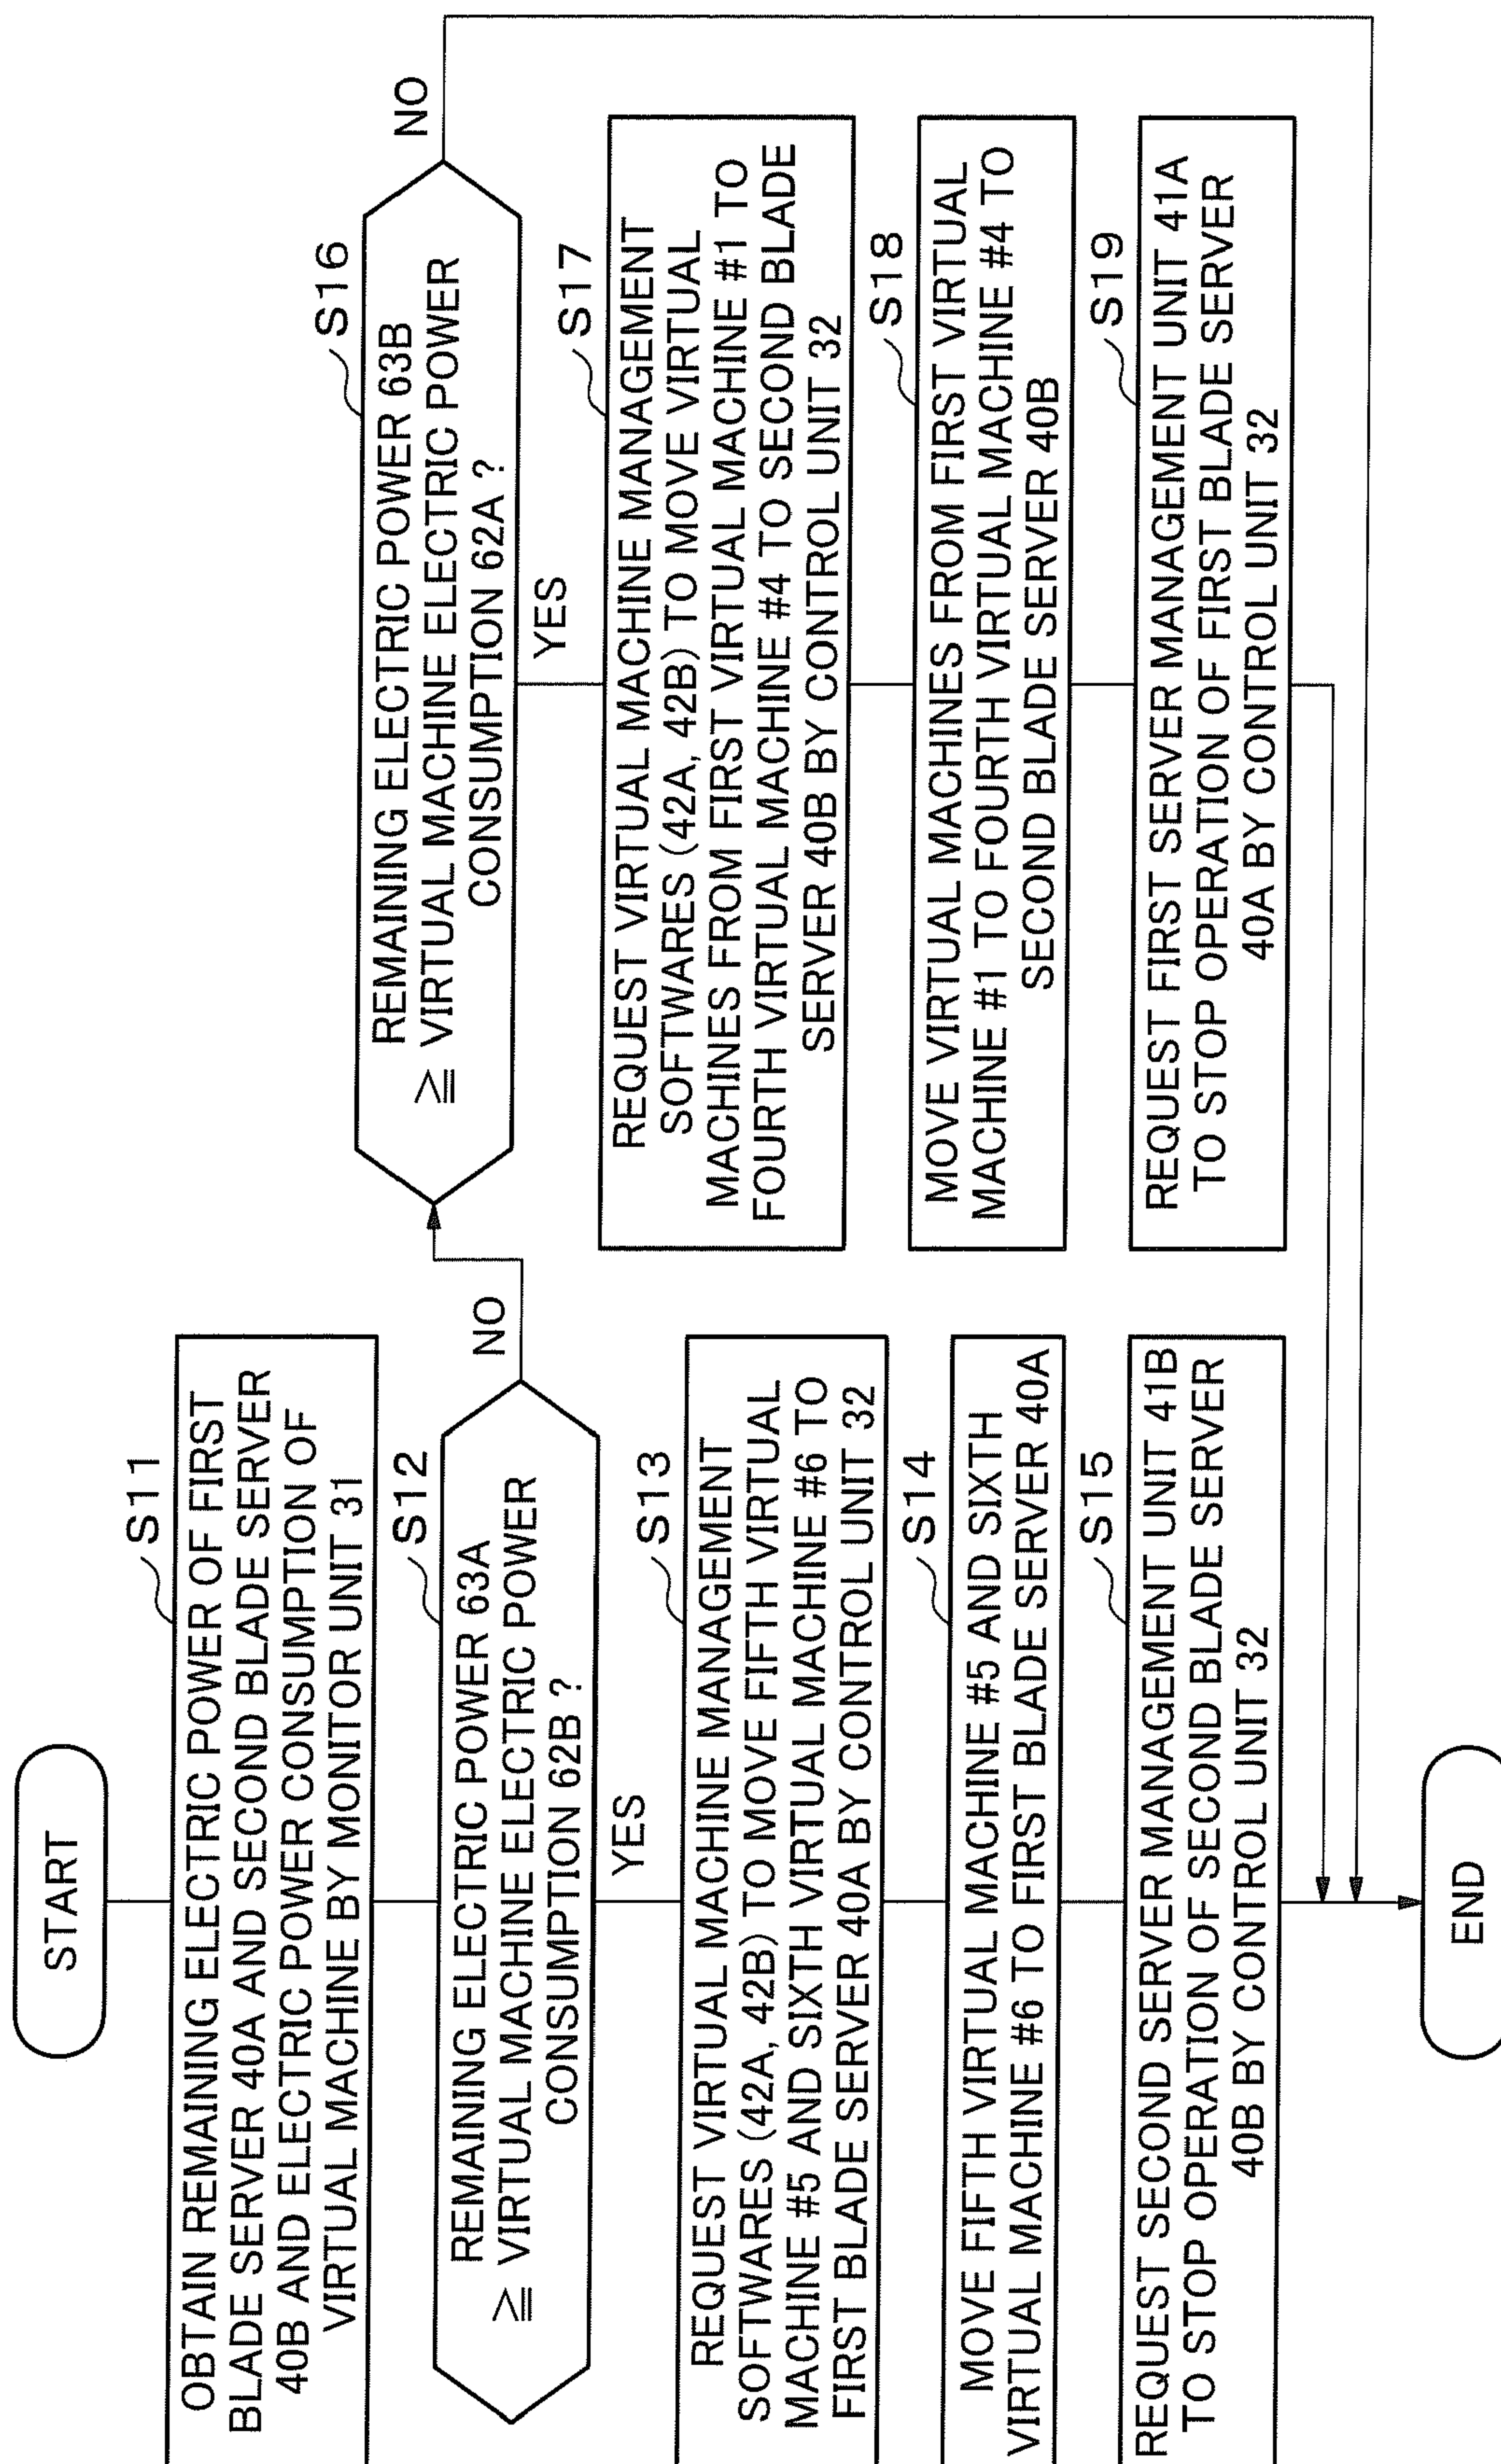 START
S11
OBTAIN REMAINING ELECTRIC POWER OF FIRST
BLADE SERVER 40A AND SECOND BLADE SERVER
40B AND ELECTRIC POWER CONSUMPTION OF
VIRTUAL MACHINE BY MONITOR UNIT 31
S12
REMAINING ELECTRIC POWER 63A
≧ VIRTUAL MACHINE ELECTRIC POWER
CONSUMPTION 62B ?
NO
YES
S13
REQUEST VIRTUAL MACHINE MANAGEMENT
SOFTWARES (42A, 42B) TO MOVE FIFTH VIRTUAL
MACHINE #5 AND SIXTH VIRTUAL MACHINE #6 TO
FIRST BLADE SERVER 40A BY CONTROL UNIT 32
S14
MOVE FIFTH VIRTUAL MACHINE #5 AND SIXTH
VIRTUAL MACHINE #6 TO FIRST BLADE SERVER 40A
S15
REQUEST SECOND SERVER MANAGEMENT UNIT 41B
TO STOP OPERATION OF SECOND BLADE SERVER
40B BY CONTROL UNIT 32
S16
REMAINING ELECTRIC POWER 63B
≧ VIRTUAL MACHINE ELECTRIC POWER
CONSUMPTION 62A ?
NO
YES
S17
REQUEST VIRTUAL MACHINE MANAGEMENT
SOFTWARES (42A, 42B) TO MOVE VIRTUAL
MACHINES FROM FIRST VIRTUAL MACHINE #1 TO
FOURTH VIRTUAL MACHINE #4 TO SECOND BLADE
SERVER 40B BY CONTROL UNIT 32
S18
MOVE VIRTUAL MACHINES FROM FIRST VIRTUAL
MACHINE #1 TO FOURTH VIRTUAL MACHINE #4 TO
SECOND BLADE SERVER 40B
S19
REQUEST FIRST SERVER MANAGEMENT UNIT 41A
TO STOP OPERATION OF FIRST BLADE SERVER
40A BY CONTROL UNIT 32
END